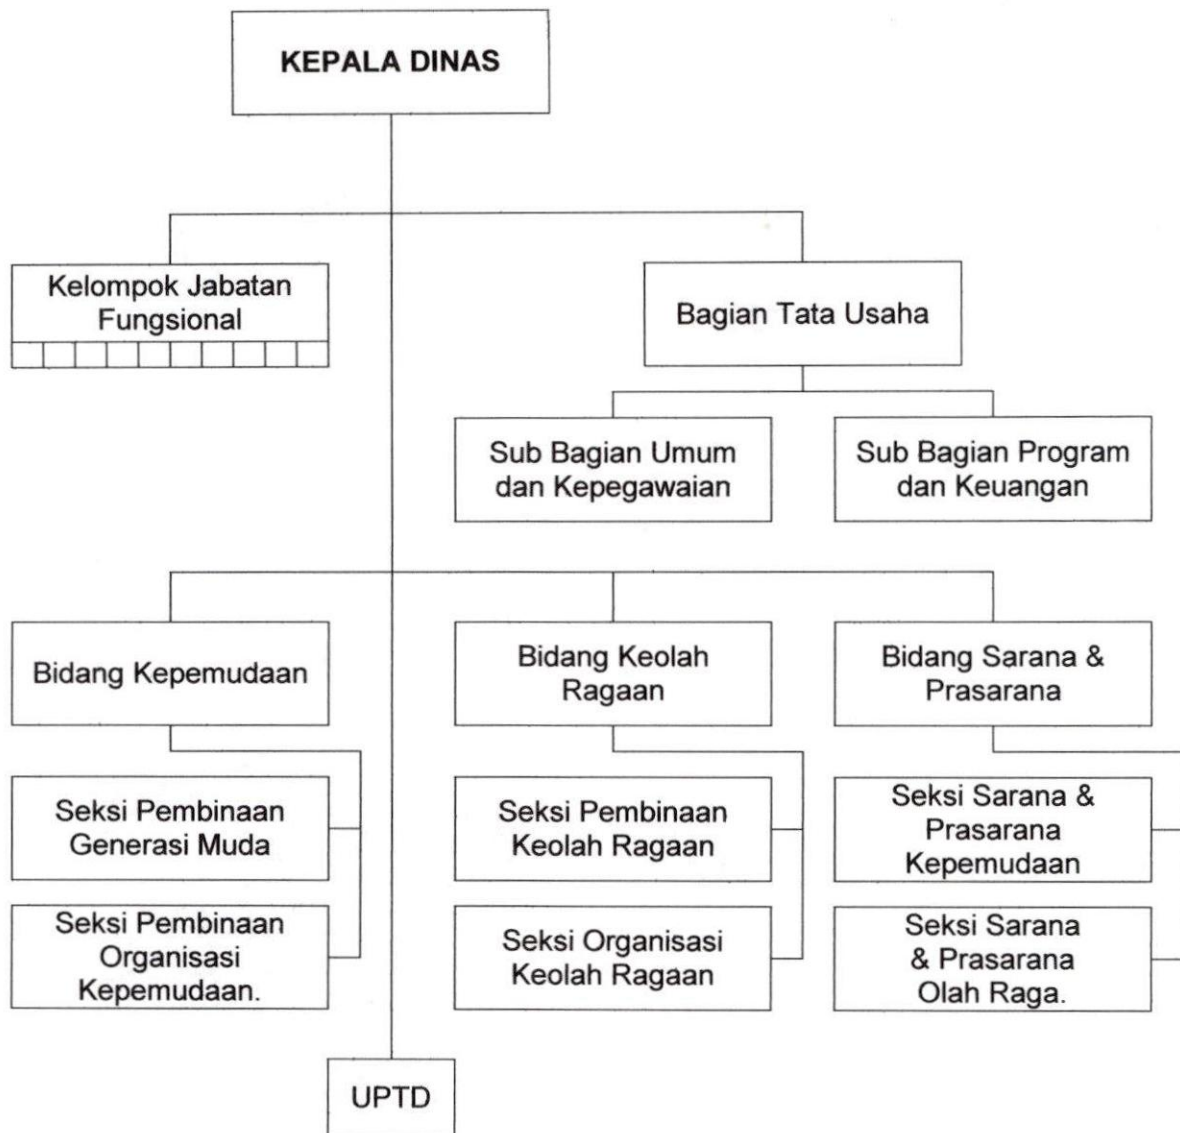 KEPALA DINAS
Kelompok Jabatan
Fungsional
Bagian Tata Usaha
Sub Bagian Umum
dan Kepegawaian
Sub Bagian Program
dan Keuangan
Bidang Kepemudaan
Bidang Keolah
Ragaan
Bidang Sarana &
Prasarana
Seksi Pembinaan
Generasi Muda
Seksi Pembinaan
Keolah Ragaan
Seksi Sarana &
Prasarana
Kepemudaan
Seksi Pembinaan
Organisasi
Kepemudaan.
Seksi Organisasi
Keolah Ragaan
Seksi Sarana
& Prasarana
Olah Raga.
UPTD